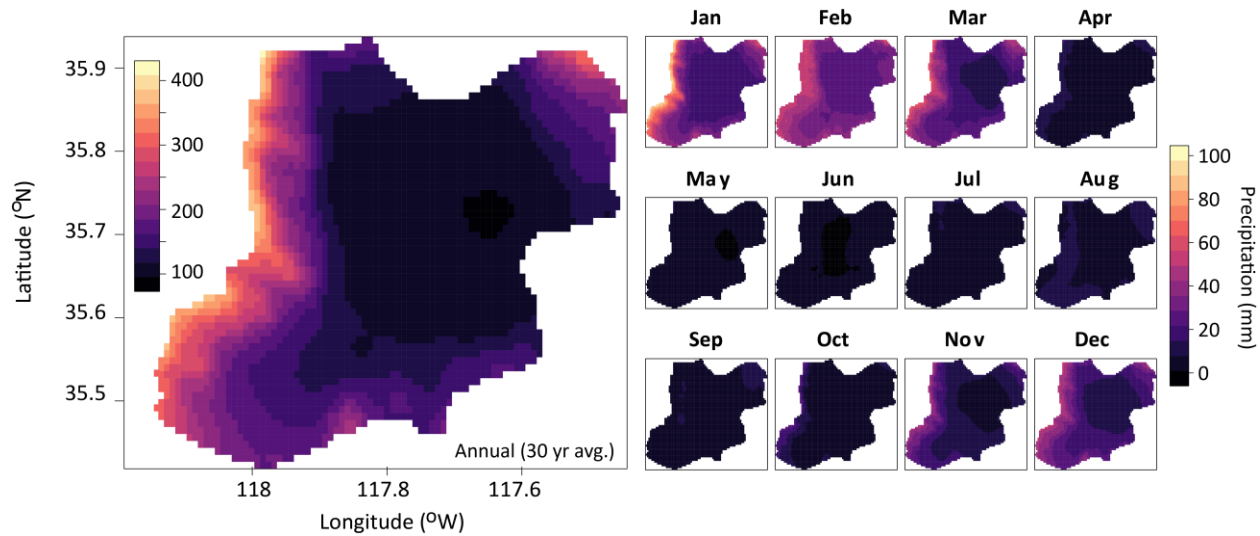 Latitude (ºN)
35.9
35.8
35.7
35.6
35.5
400
300
200
100
Annual (30 yr avg.)
118
117.8
117.6
Longitude (ºW)
Jan Feb Mar Apr
May Jun Jul Aug
Sep Oct Nov Dec
100
80
60
40
20
0
Precipitation (mm)